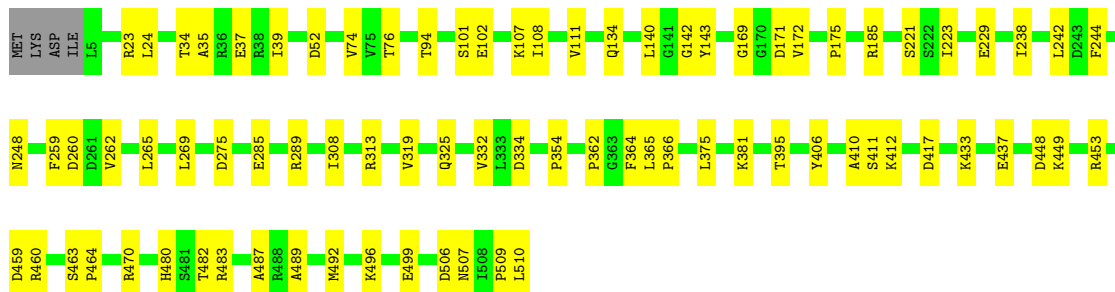 MET LYS ASP ILE L5 R23 L24 T34 A35 R36 E37 R38 I39 D52 V74 V75 T76 T94 S101 E102 K107 I108 V111 Q134 L140 G141 G142 Y143 G169 G170 D171 V172 P175 R185 S221 S222 I223 E229 I238 L242 D243 F244
N248 F259 D260 D261 V262 L265 L269 D275 E285 R289 I308 R313 V319 Q325 V332 L333 D334 P354 P362 G363 F364 L365 P366 L375 K381 T395 Y406 A410 S411 K412 D417 K433 E437 D448 K449 R453
D459 R460 S463 P464 R470 H480 S481 T482 R483 A487 R488 A489 M492 K496 E499 D506 N507 I508 P509 L510